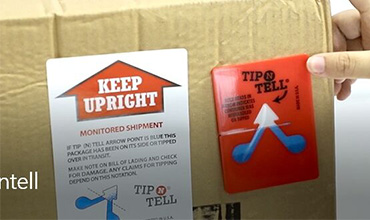 KEEP
UPRIGHT
MONITORED SHIPMENT
IF TIP (N) TELL ARROW POINT IS BLUE THIS
PACKAGE HAS BEEN ON ITS SIDE OR TIPPED
OVER IN TRANSIT.
MAKE NOTE ON BILL OF LADING AND CHECK
FOR DAMAGE. ANY CLAIMS FOR TIPPING
DEPEND ON THIS NOTATION.
TIP N
TELL
TIP N
TELL
ntell